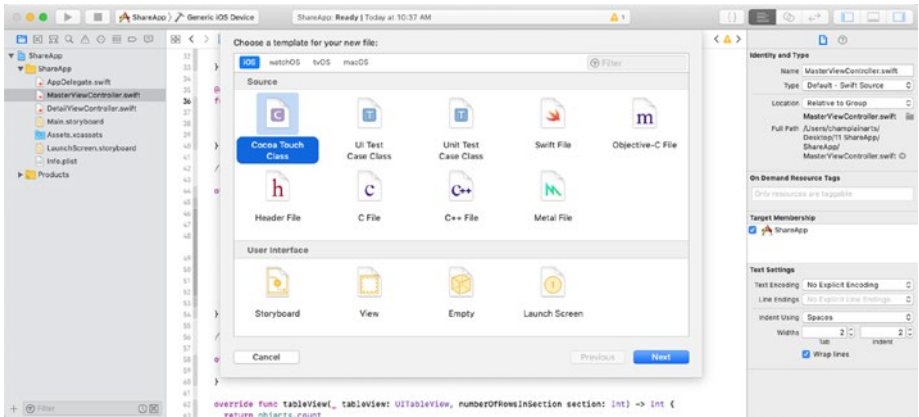 ShareApp
Generic iOS Device
ShareApp: Ready | Today at 10:37 AM
1
ShareApp
ShareApp
AppDelegate.swift
MasterViewController.swift
DetailViewController.swift
Main.storyboard
Assets.xcassets
LaunchScreen.storyboard
Info.plist
Products
Filter
Choose a template for your new file:
iOS watchOS tvOS macOS
Filter
Source
Cocoa Touch
Class
UI Test
Case Class
Unit Test
Case Class
Swift File
m
Objective-C File
h
Header File
C
C File
C++
C++ File
Metal File
User Interface
Storyboard
View
Empty
1
Launch Screen
Cancel
Previous
Next
override func tableView(_ tableView: UITableView, numberOfRowsInSection section: Int) -> Int {
return objects.count
Identity and Type
Name MasterViewController.swift
Type Default - Swift Source
Location Relative to Group
MasterViewController.swift
Full Path /Users/champlainarts/
Desktop/11 ShareApp/
ShareApp/
MasterViewController.swift
On Demand Resource Tags
Only resources are taggable
Target Membership
ShareApp
Text Settings
Text Encoding No Explicit Encoding
Line Endings No Explicit Line Endings
Indent Using Spaces
Widths 2 2
Tab Indent
Wrap lines